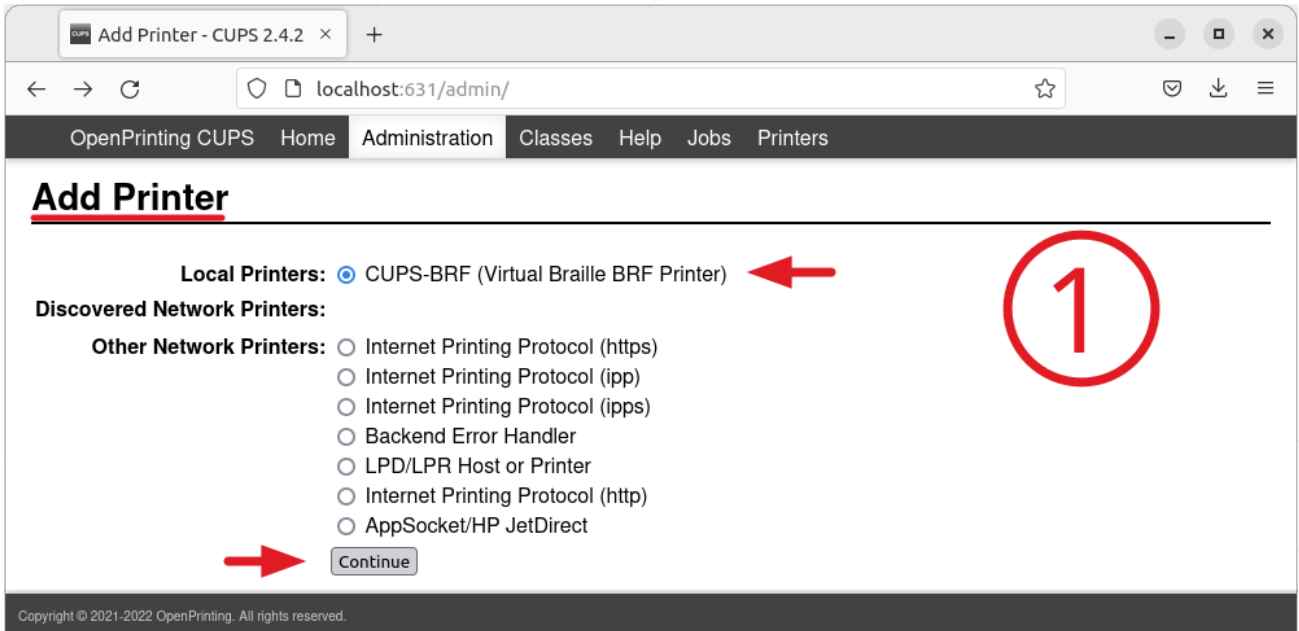 Add Printer - CUPS 2.4.2
localhost:631/admin/
OpenPrinting CUPS Home Administration Classes Help Jobs Printers
Add Printer
Local Printers: CUPS-BRF (Virtual Braille BRF Printer)
Discovered Network Printers:
Other Network Printers: Internet Printing Protocol (https)
Internet Printing Protocol (ipp)
Internet Printing Protocol (ipps)
Backend Error Handler
LPD/LPR Host or Printer
Internet Printing Protocol (http)
AppSocket/HP JetDirect
Continue
1
Copyright © 2021-2022 OpenPrinting. All rights reserved.